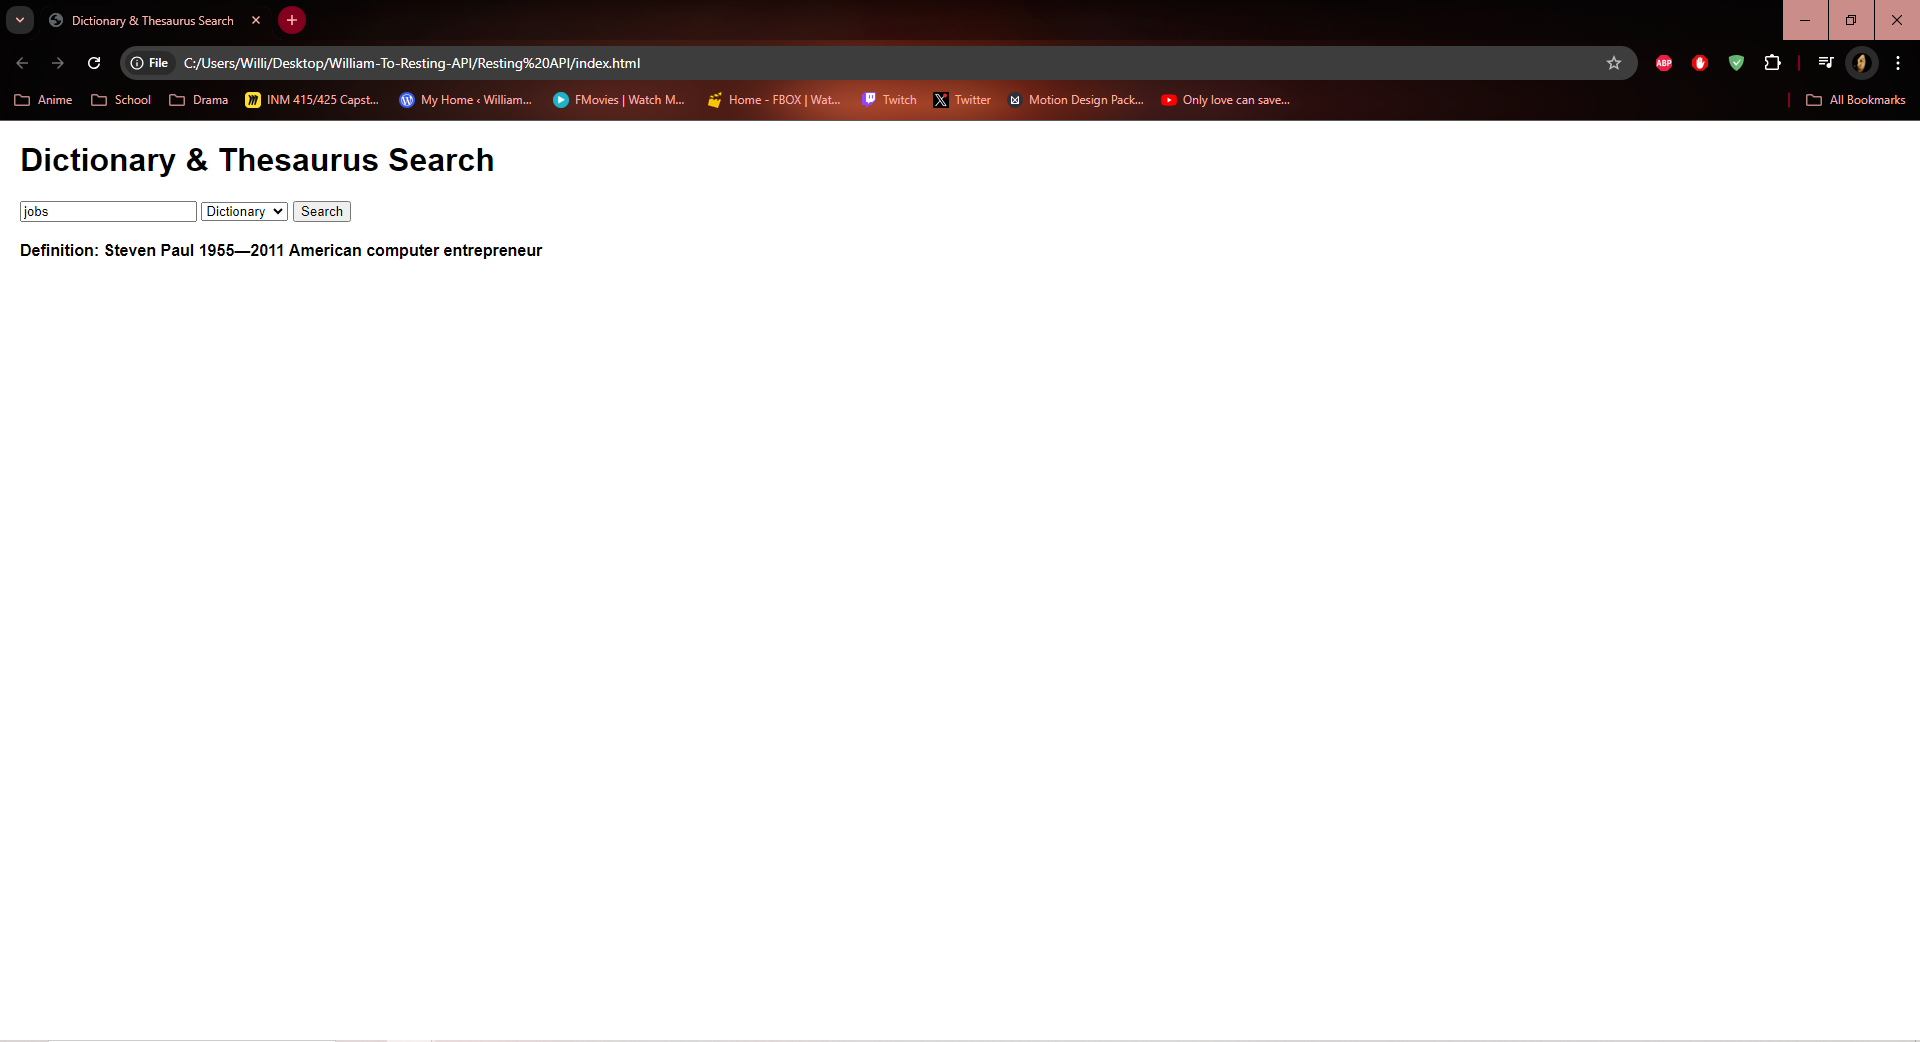 Dictionary & Thesaurus Search
File C:/Users/Willi/Desktop/William-To-Resting-API/Resting%20API/index.html
ABP
Anime School Drama INM 415/425 Capst... My Home ‹ William... FMovies | Watch M... Home - FBOX | Wat... Twitch Twitter Motion Design Pack... Only love can save... All Bookmarks
Dictionary & Thesaurus Search
jobs Dictionary Search
Definition: Steven Paul 1955—2011 American computer entrepreneur